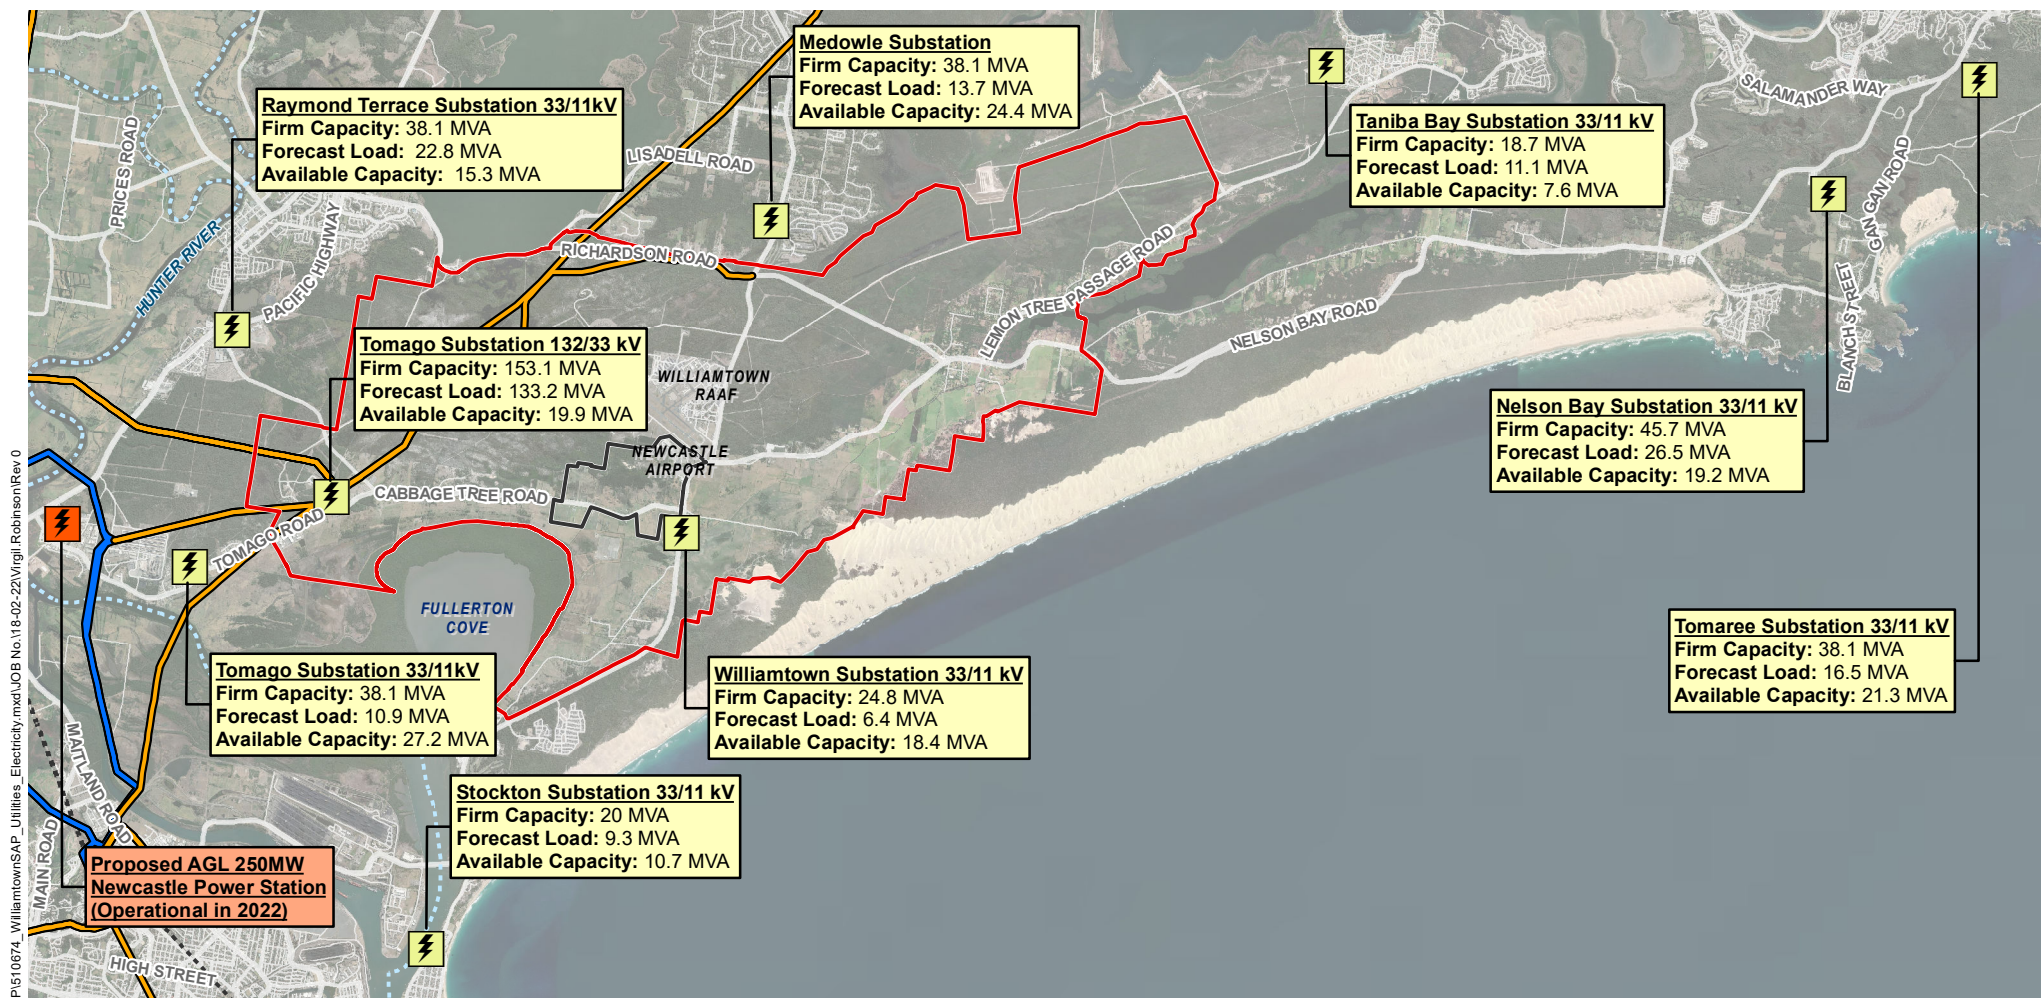 Medowle Substation
Firm Capacity: 38.1 MVA
Forecast Load: 13.7 MVA
Available Capacity: 24.4 MVA
Raymond Terrace Substation 33/11kV
Firm Capacity: 38.1 MVA
Forecast Load: 22.8 MVA
Available Capacity: 15.3 MVA
Taniba Bay Substation 33/11 kV
Firm Capacity: 18.7 MVA
Forecast Load: 11.1 MVA
Available Capacity: 7.6 MVA
SALAMANDER WAY
PRICES ROAD
LISADELL ROAD
GAN GAN ROAD
HUNTER RIVER
PACIFIC HIGHWAY
RICHARDSON ROAD
LEMON TREE PASSAGE ROAD
NELSON BAY ROAD
BLANCH STREET
Tomago Substation 132/33 kV
Firm Capacity: 153.1 MVA
Forecast Load: 133.2 MVA
Available Capacity: 19.9 MVA
WILLIAMTOWN
RAAF
Nelson Bay Substation 33/11 kV
Firm Capacity: 45.7 MVA
Forecast Load: 26.5 MVA
Available Capacity: 19.2 MVA
NEWCASTLE
AIRPORT
CABBAGE TREE ROAD
TOMAGO ROAD
FULLERTON
COVE
Tomaree Substation 33/11 kV
Firm Capacity: 38.1 MVA
Forecast Load: 16.5 MVA
Available Capacity: 21.3 MVA
Tomago Substation 33/11kV
Firm Capacity: 38.1 MVA
Forecast Load: 10.9 MVA
Available Capacity: 27.2 MVA
Williamtown Substation 33/11 kV
Firm Capacity: 24.8 MVA
Forecast Load: 6.4 MVA
Available Capacity: 18.4 MVA
MAITLAND ROAD
Stockton Substation 33/11 kV
Firm Capacity: 20 MVA
Forecast Load: 9.3 MVA
Available Capacity: 10.7 MVA
MAIN ROAD
Proposed AGL 250MW
Newcastle Power Station
(Operational in 2022)
HIGH STREET
P\510674_WilliamtownSAP_Utilities_Electricity.mxd\JOB No.\18-02-22\Virgil.Robinson\Rev 0